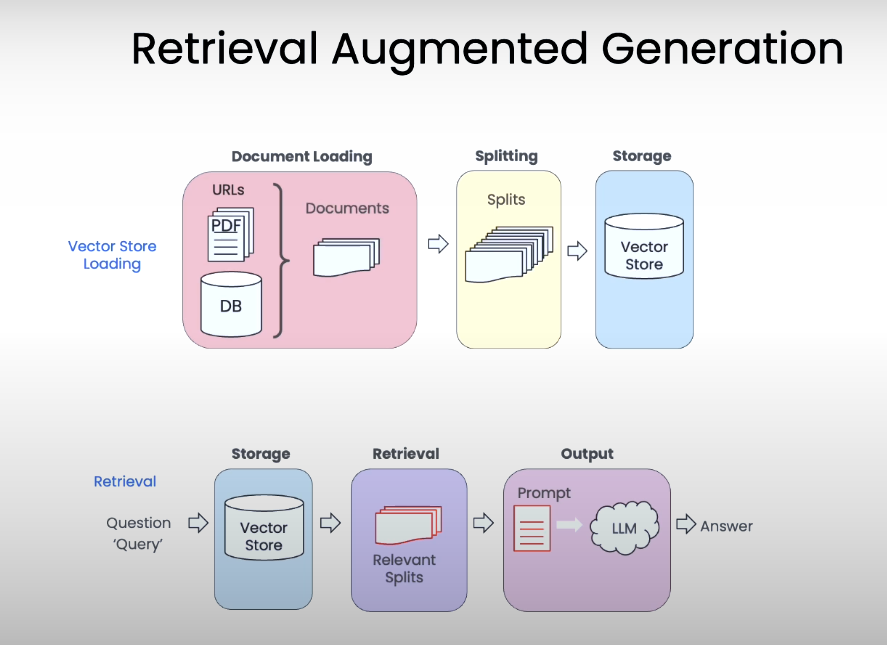 Retrieval Augmented Generation
Document Loading
Splitting
Storage
URLs
PDF
DB
Documents
Splits
Vector
Store
Vector Store
Loading
Storage
Retrieval
Output
Retrieval
Question
‘Query’
Vector
Store
Relevant
Splits
Prompt
LLM
Answer